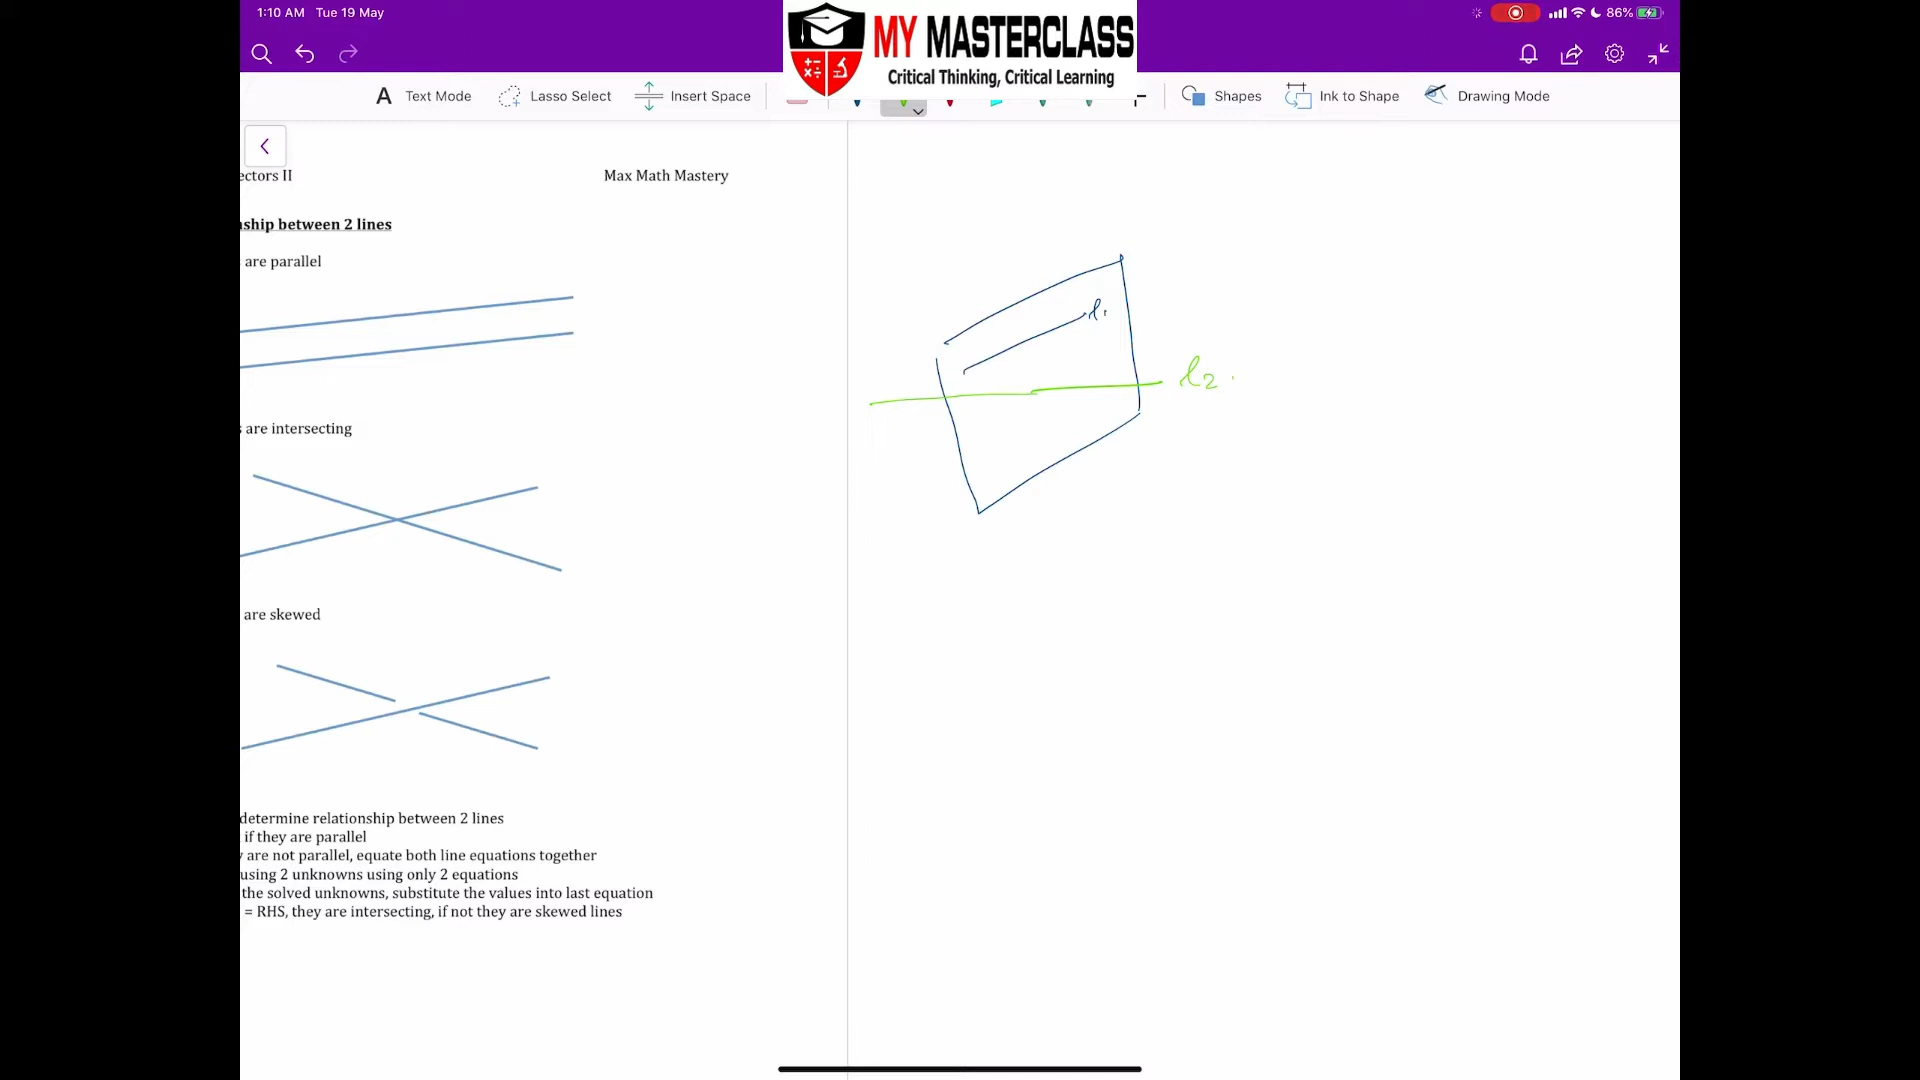 1:10 AM Tue 19 May
86%
MY MASTERCLASS
Critical Thinking, Critical Learning
A Text Mode
Lasso Select
Insert Space
Shapes
Ink to Shape
Drawing Mode
ectors II
Max Math Mastery
ship between 2 lines
are parallel
s are intersecting
are skewed
determine relationship between 2 lines
if they are parallel
are not parallel, equate both line equations together
using 2 unknowns using only 2 equations
the solved unknowns, substitute the values into last equation
= RHS, they are intersecting, if not they are skewed lines
l₂